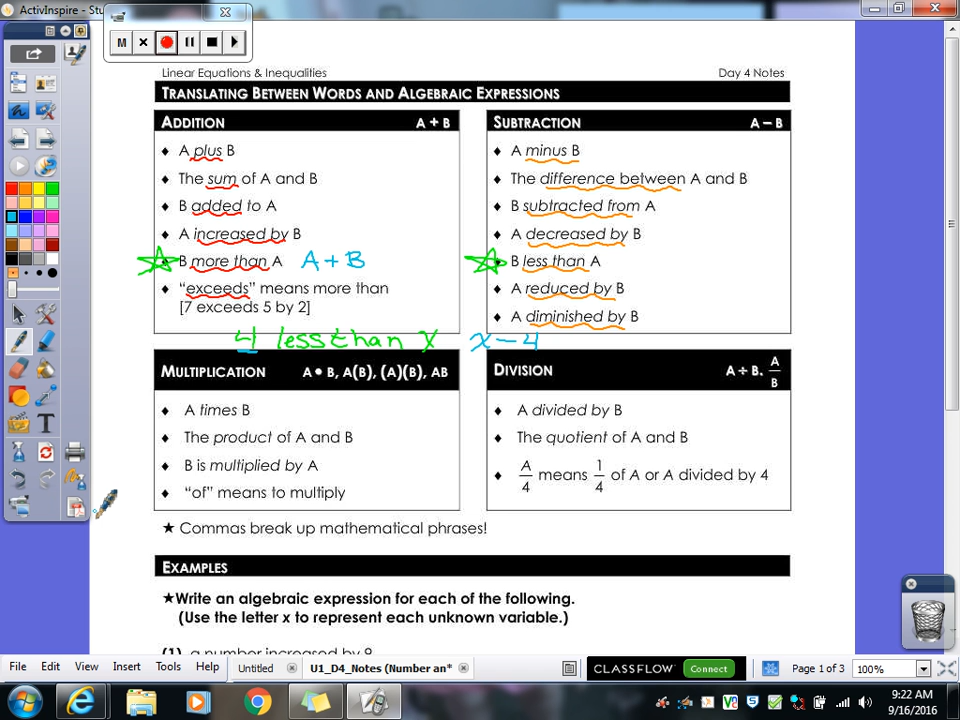 ActivInspire - Stu
M
Linear Equations & Inequalities Day 4 Notes
TRANSLATING BETWEEN WORDS AND ALGEBRAIC EXPRESSIONS
ADDITION A + B
♦ A plus B
♦ The sum of A and B
♦ B added to A
♦ A increased by B
♦ B more than A A + B
♦ "exceeds" means more than
[7 exceeds 5 by 2]
SUBTRACTION A – B
♦ A minus B
♦ The difference between A and B
♦ B subtracted from A
♦ A decreased by B
♦ B less than A
♦ A reduced by B
♦ A diminished by B
4 less than x x - 4
MULTIPLICATION A • B, A(B), (A)(B), AB
♦ A times B
♦ The product of A and B
♦ B is multiplied by A
♦ "of" means to multiply
DIVISION A ÷ B. A/B
♦ A divided by B
♦ The quotient of A and B
♦ A/4 means 1/4 of A or A divided by 4
★ Commas break up mathematical phrases!
EXAMPLES
★Write an algebraic expression for each of the following.
(Use the letter x to represent each unknown variable.)
(1) a number increased by 9
File Edit View Insert Tools Help Untitled U1_D4_Notes (Number an* CLASSFLOW Connect Page 1 of 3 100%
9:22 AM
9/16/2016